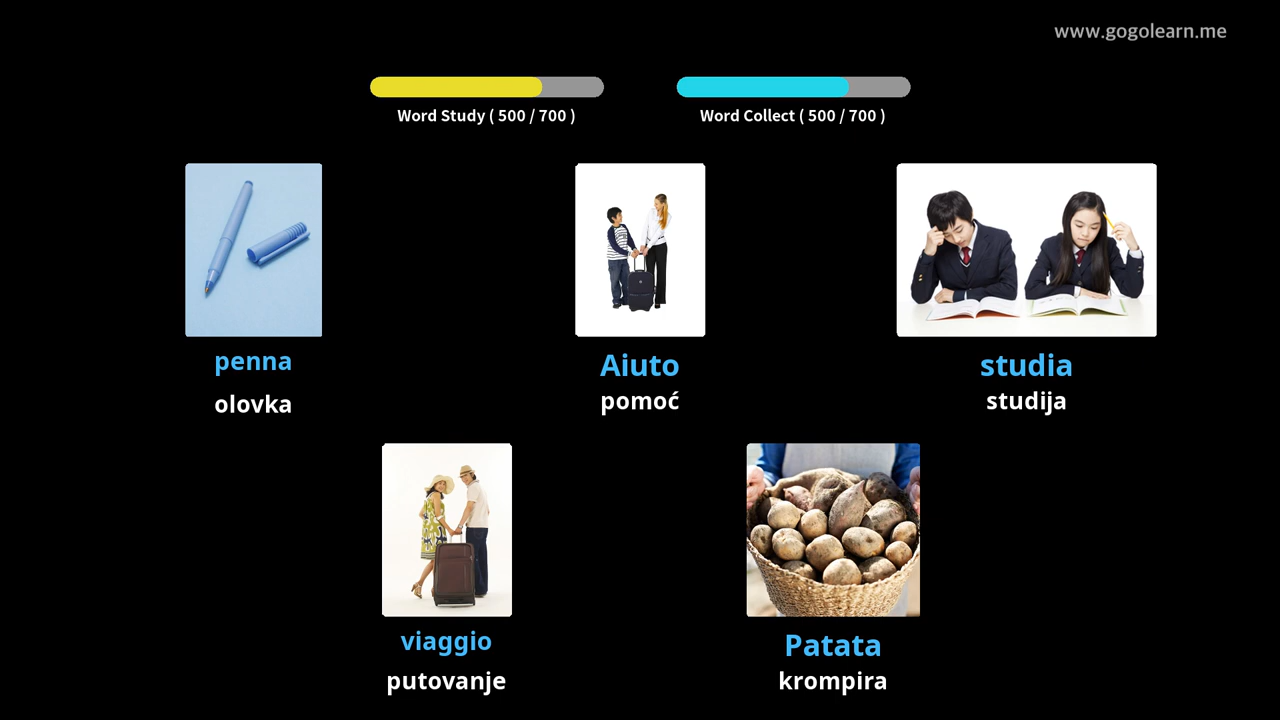 www.gogolearn.me
Word Study ( 500 / 700 )
Word Collect ( 500 / 700 )
penna
olovka
Aiuto
pomoć
studia
studija
viaggio
putovanje
Patata
krompira